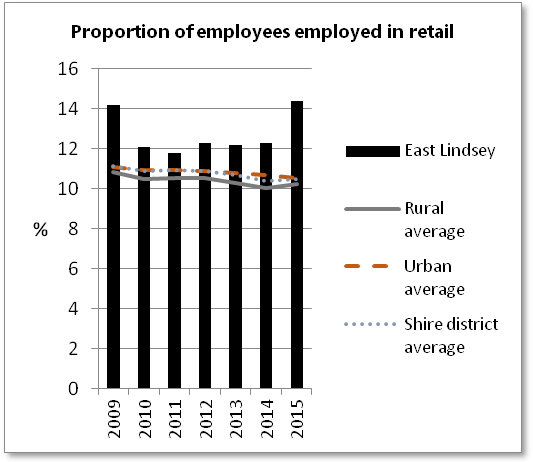 Proportion of employees employed in retail
16
14
12
10
8
6
4
2
0
%
2009
2010
2011
2012
2013
2014
2015
East Lindsey
Rural
average
Urban
average
Shire district
average